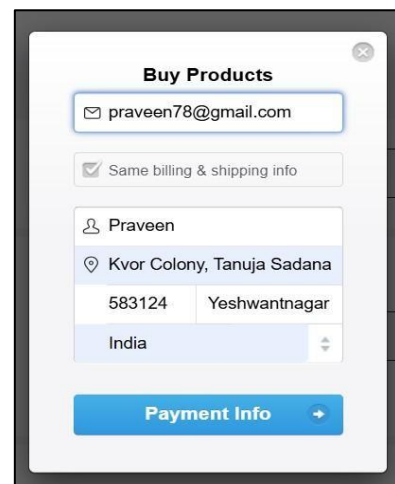 Buy Products
praveen78@gmail.com
Same billing & shipping info
Praveen
Kvor Colony, Tanuja Sadana
583124 Yeshwantnagar
India
Payment Info